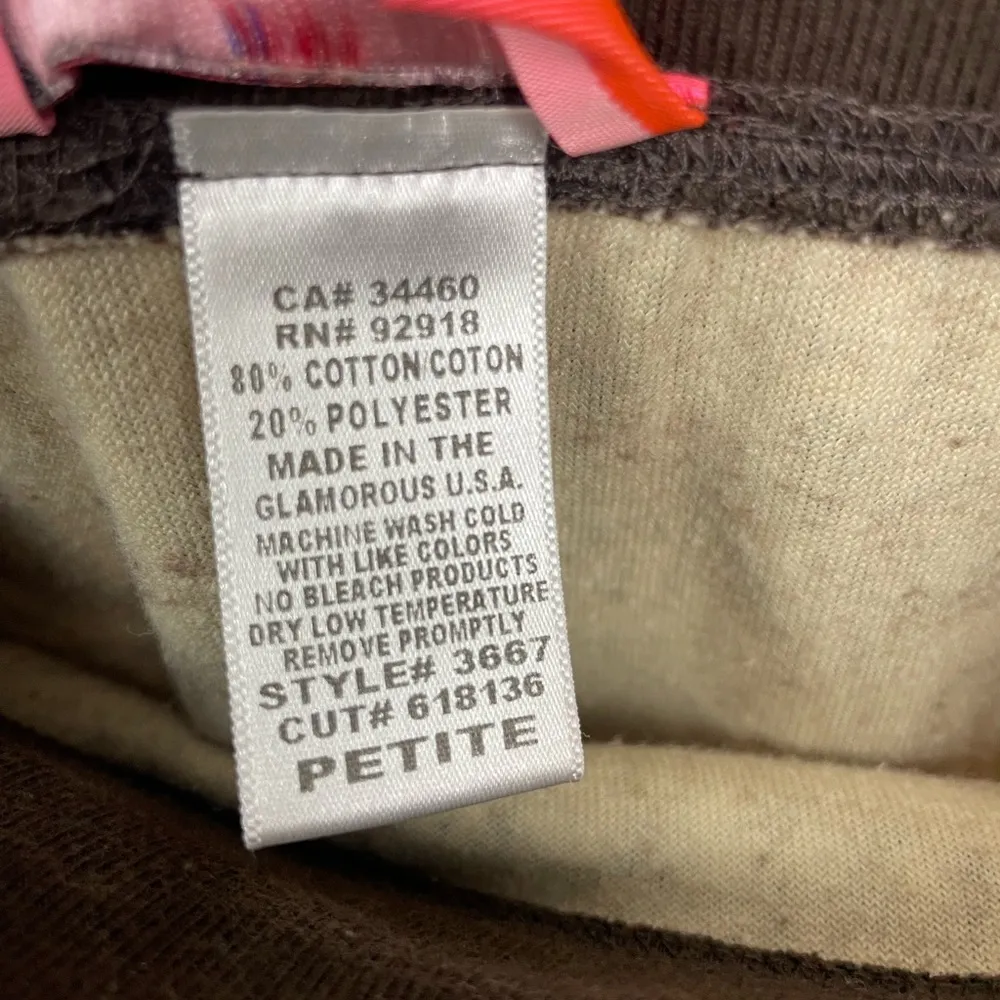 CA# 34460
RN# 92918
80% COTTON/COTON
20% POLYESTER
MADE IN THE
GLAMOROUS U.S.A.
MACHINE WASH COLD
WITH LIKE COLORS
NO BLEACH PRODUCTS
DRY LOW TEMPERATURE
REMOVE PROMPTLY
STYLE# 3667
CUT# 618136
PETITE